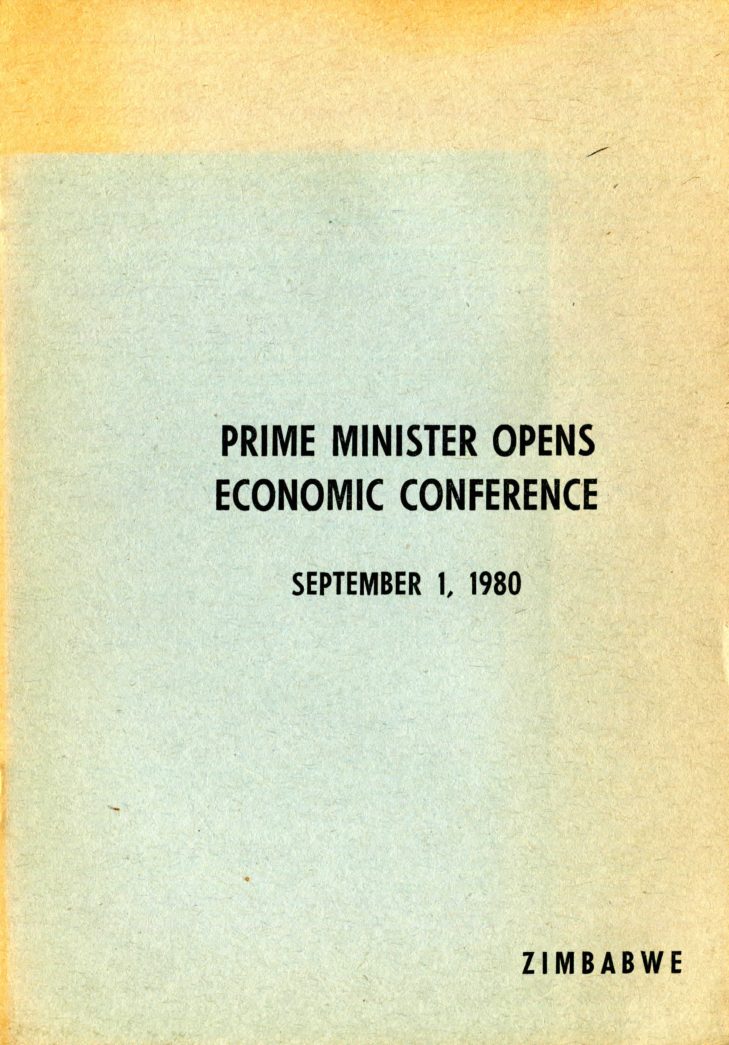 PRIME MINISTER OPENS
ECONOMIC CONFERENCE
SEPTEMBER 1, 1980
ZIMBABWE